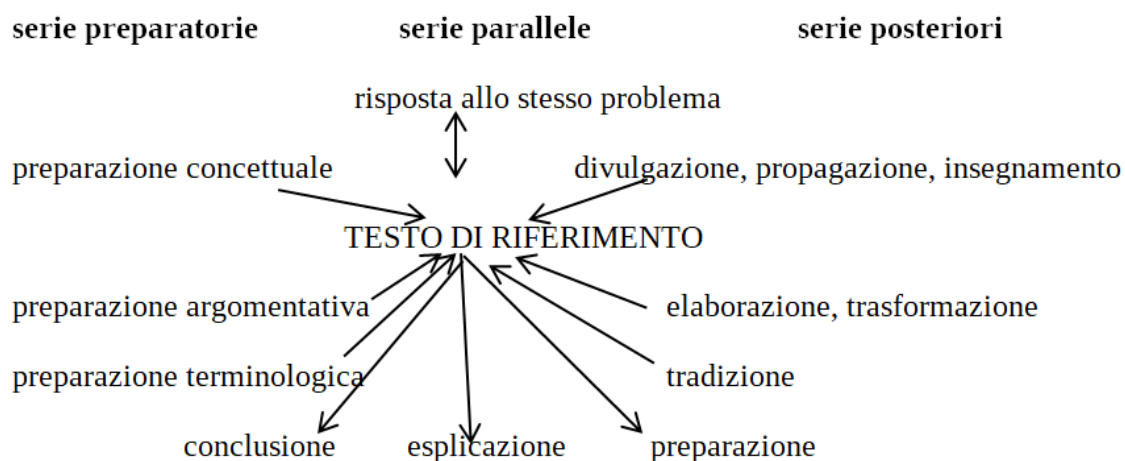 serie preparatorie serie parallele serie posteriori
risposta allo stesso problema
preparazione concettuale divulgazione, propagazione, insegnamento
TESTO DI RIFERIMENTO
preparazione argomentativa elaborazione, trasformazione
preparazione terminologica tradizione
conclusione esplicazione preparazione